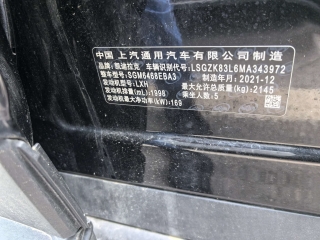 中国上汽通用汽车有限公司制造
品牌：凯迪拉克 车辆识别代号：LSGZK83L6MA343972
整车型号：SGM6468EBA3 制造年月：2021-12
发动机型号：LXH
发动机排量(mL)：1998 最大允许总质量(kg)：2145
发动机最大净功率(kW)：169 乘坐人数：5